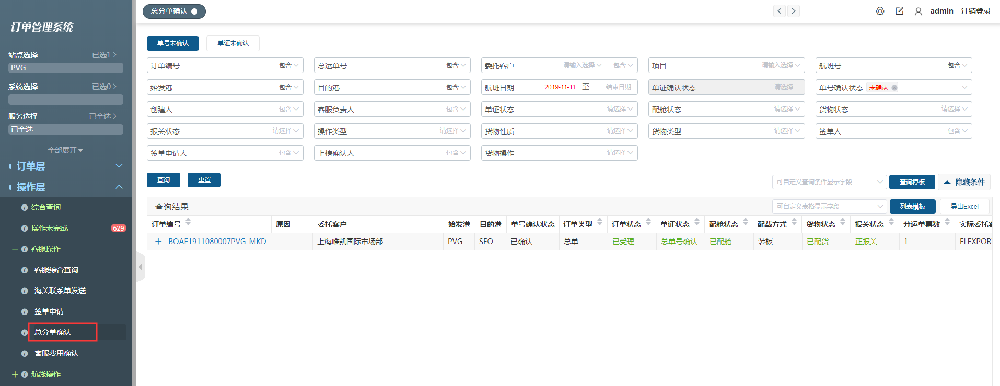 总分单确认
admin 注销登录
订单管理系统
站点选择 已选1
PVG
系统选择 已选0
服务选择 已全选
已全选
全部展开
订单层
操作层
综合查询
操作未完成 629
客服操作
客服综合查询
海关联系单发送
签单申请
总分单确认
客服费用确认
航线操作
单号未确认 单证未确认
订单编号 包含 总运单号 包含 委托客户 请输入选择 包含 项目 请输入选择 航班号 包含
始发港 包含 目的港 包含 航班日期 2019-11-11 至 结束日期 单证确认状态 请选择 单号确认状态 未确认
创建人 包含 客服负责人 包含 单证状态 请选择 配舱状态 请选择 货物状态 请选择
报关状态 请选择 操作类型 请选择 货物性质 请选择 货物类型 请选择 签单人 包含
签单申请人 包含 上榜确认人 包含 货物操作 请选择
查询 重置 可自定义查询条件显示字段 查询模板 隐藏条件
查询结果 可自定义表格显示字段 列表模板 导出Excel
订单编号 原因 委托客户 始发港 目的港 单号确认状态 订单类型 订单状态 单证状态 配舱状态 配载方式 货物状态 报关状态 分运单票数 实际委托客
BOAE1911080007PVG-MKD -- 上海唯凯国际市场部 PVG SFO 已确认 总单 已受理 总单号确认 已配舱 装板 已配货 正报关 1 FLEXPORT